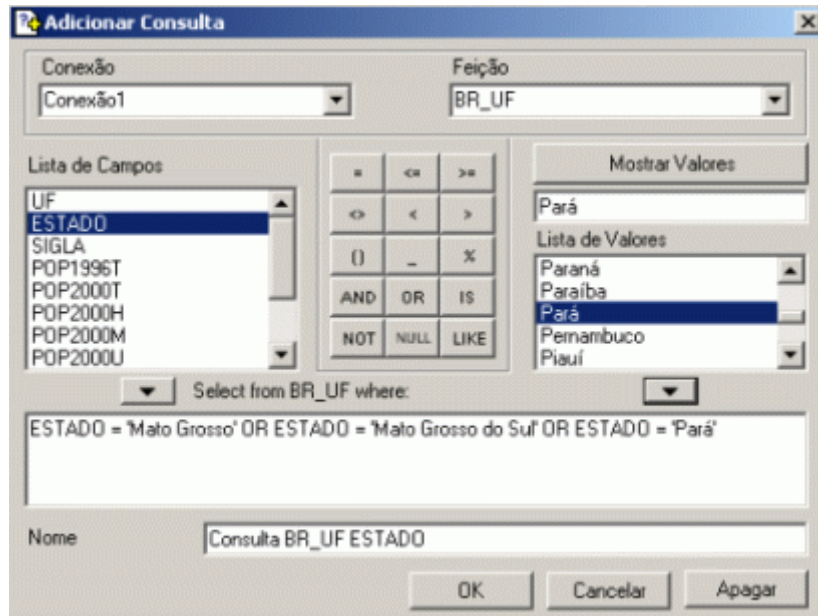 Adicionar Consulta
Conexão
Feição
Conexão1
BR_UF
Lista de Campos
UF
ESTADO
SIGLA
POP1996T
POP2000T
POP2000H
POP2000M
POP2000U
= <= >=
<> < >
() _ %
AND OR IS
NOT NULL LIKE
Mostrar Valores
Pará
Lista de Valores
Paraná
Paraíba
Pará
Pernambuco
Piauí
Select from BR_UF where:
ESTADO = 'Mato Grosso' OR ESTADO = 'Mato Grosso do Sul' OR ESTADO = 'Pará'
Nome
Consulta BR_UF ESTADO
OK
Cancelar
Apagar